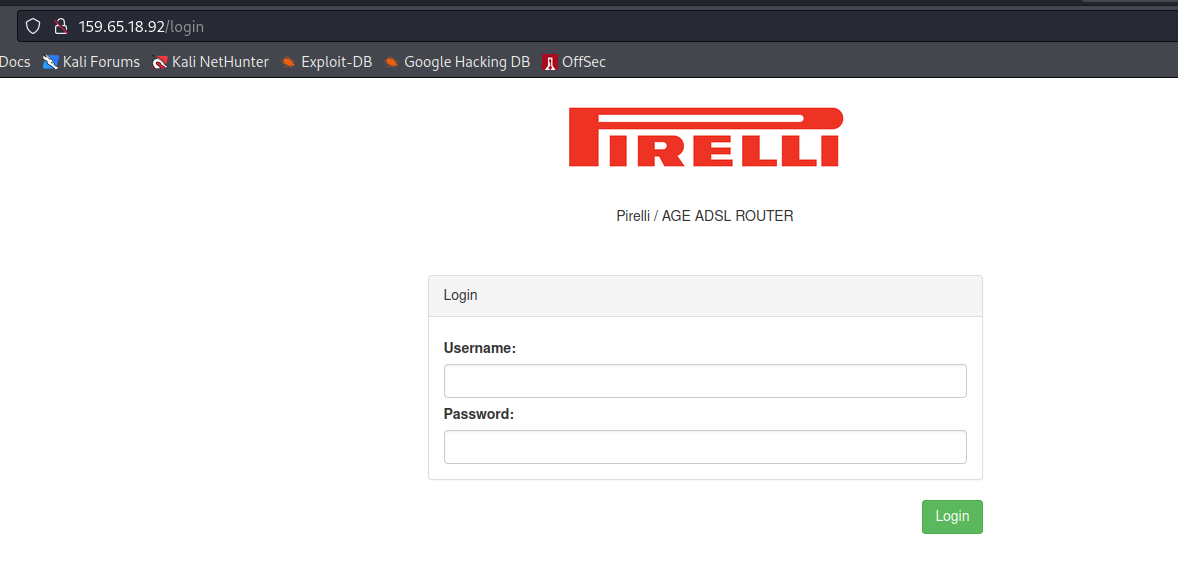 159.65.18.92/login
Docs Kali Forums Kali NetHunter Exploit-DB Google Hacking DB OffSec
PIRELLI
Pirelli / AGE ADSL ROUTER
Login
Username:
Password:
Login